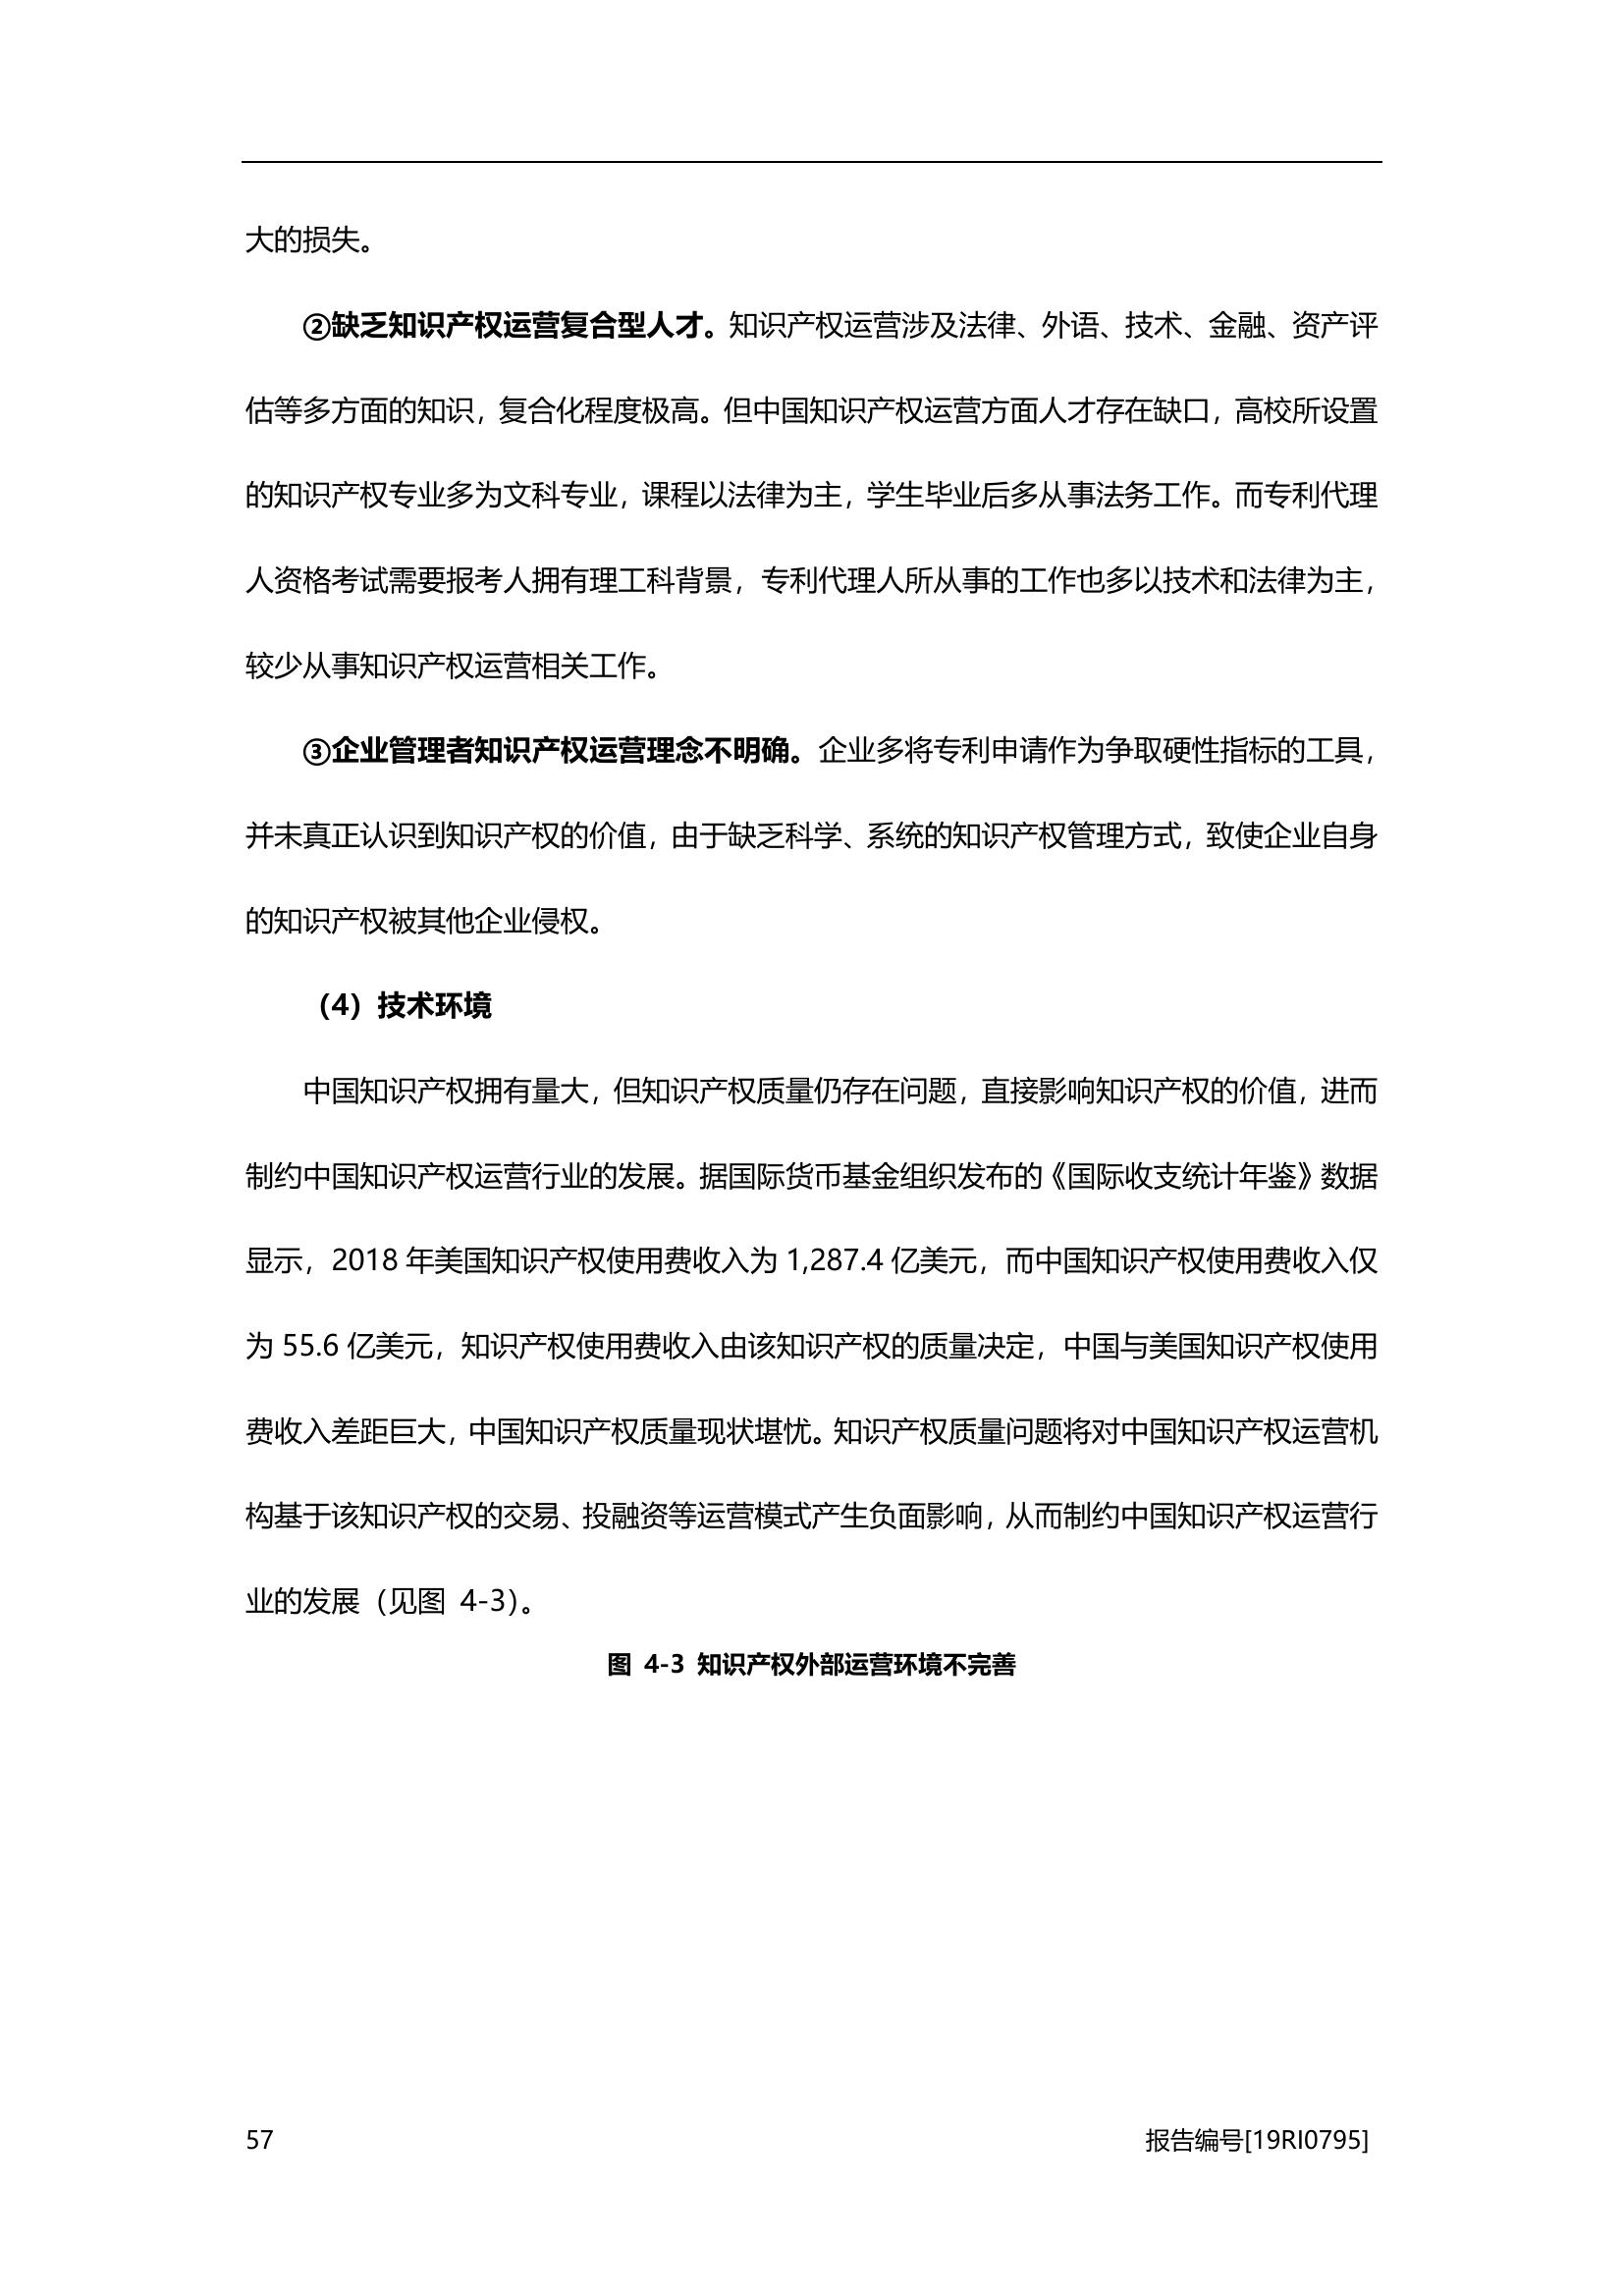 大的损失。
②缺乏知识产权运营复合型人才。知识产权运营涉及法律、外语、技术、金融、资产评
估等多方面的知识，复合化程度极高。但中国知识产权运营方面人才存在缺口，高校所设置
的知识产权专业多为文科专业，课程以法律为主，学生毕业后多从事法务工作。而专利代理
人资格考试需要报考人拥有理工科背景，专利代理人所从事的工作也多以技术和法律为主，
较少从事知识产权运营相关工作。
③企业管理者知识产权运营理念不明确。企业多将专利申请作为争取硬性指标的工具，
并未真正认识到知识产权的价值，由于缺乏科学、系统的知识产权管理方式，致使企业自身
的知识产权被其他企业侵权。
（4）技术环境
中国知识产权拥有量大，但知识产权质量仍存在问题，直接影响知识产权的价值，进而
制约中国知识产权运营行业的发展。据国际货币基金组织发布的《国际收支统计年鉴》数据
显示，2018 年美国知识产权使用费收入为 1,287.4 亿美元，而中国知识产权使用费收入仅
为 55.6 亿美元，知识产权使用费收入由该知识产权的质量决定，中国与美国知识产权使用
费收入差距巨大，中国知识产权质量现状堪忧。知识产权质量问题将对中国知识产权运营机
构基于该知识产权的交易、投融资等运营模式产生负面影响，从而制约中国知识产权运营行
业的发展（见图 4-3）。
图 4-3 知识产权外部运营环境不完善
57 报告编号[19RI0795]